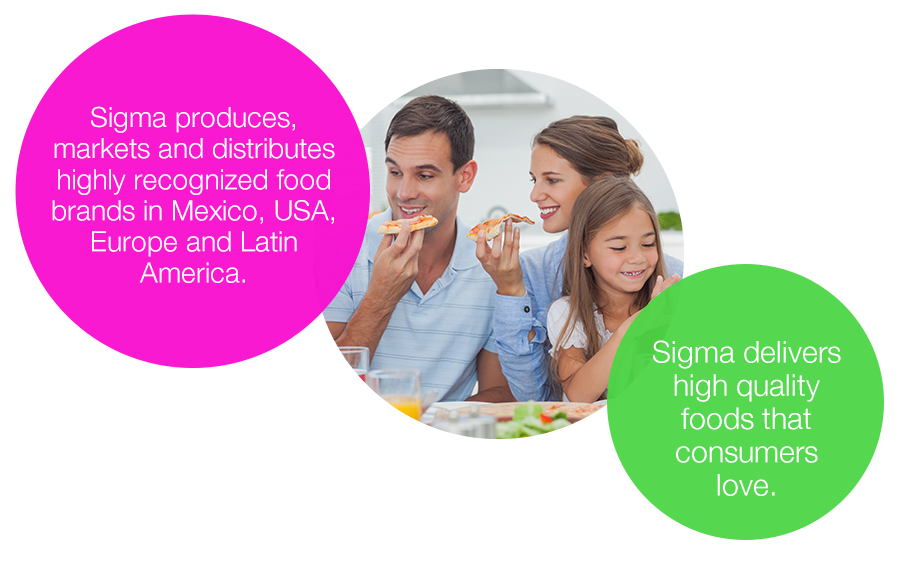 Sigma produces,
markets and distributes
highly recognized food
brands in Mexico, USA,
Europe and Latin
America.
Sigma delivers
high quality
foods that
consumers
love.